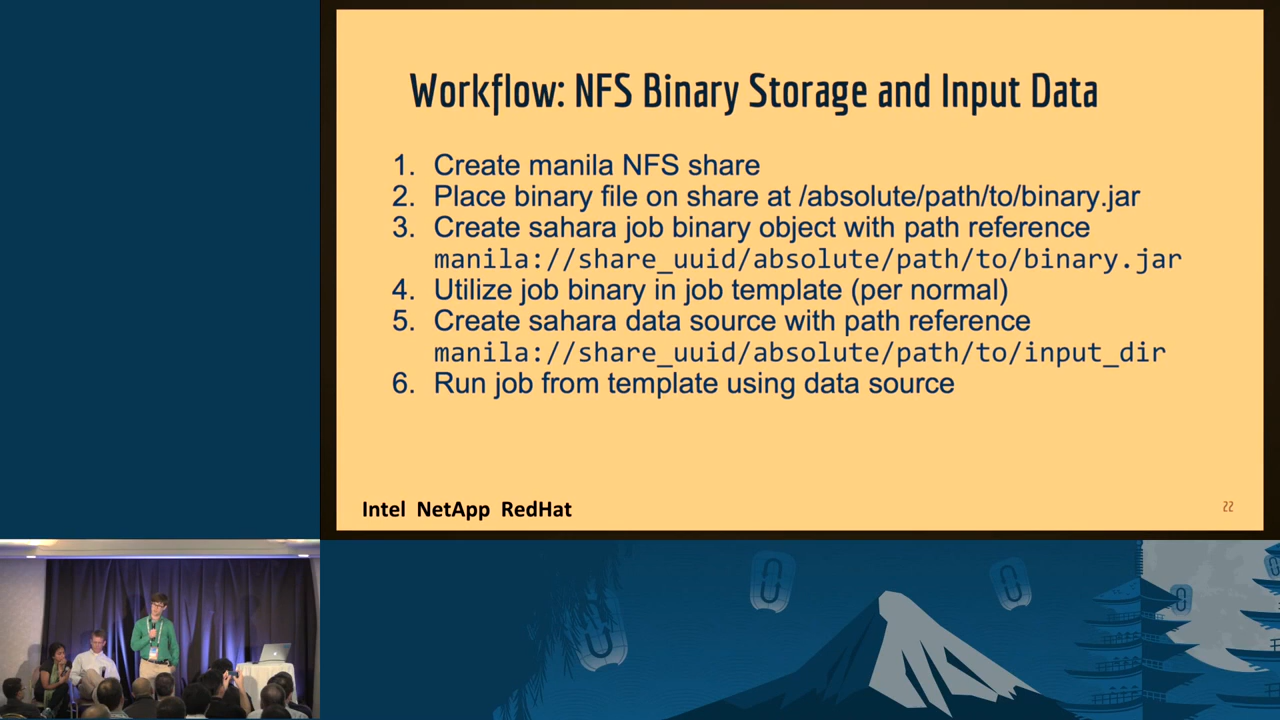 Workflow: NFS Binary Storage and Input Data
1. Create manila NFS share
2. Place binary file on share at /absolute/path/to/binary.jar
3. Create sahara job binary object with path reference
manila://share_uuid/absolute/path/to/binary.jar
4. Utilize job binary in job template (per normal)
5. Create sahara data source with path reference
manila://share_uuid/absolute/path/to/input_dir
6. Run job from template using data source
Intel NetApp RedHat
22